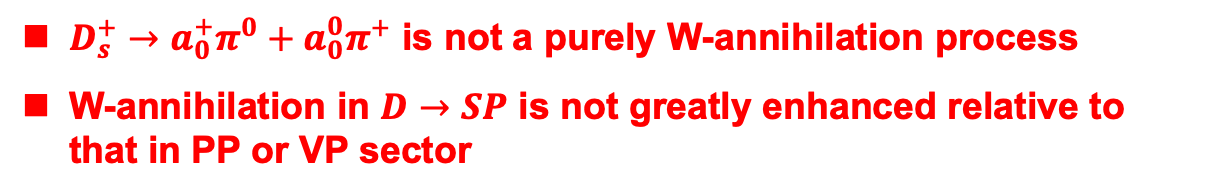 ■ D_s^+ → a_0^+π^0 + a_0^0π^+ is not a purely W-annihilation process
■ W-annihilation in D → SP is not greatly enhanced relative to
that in PP or VP sector